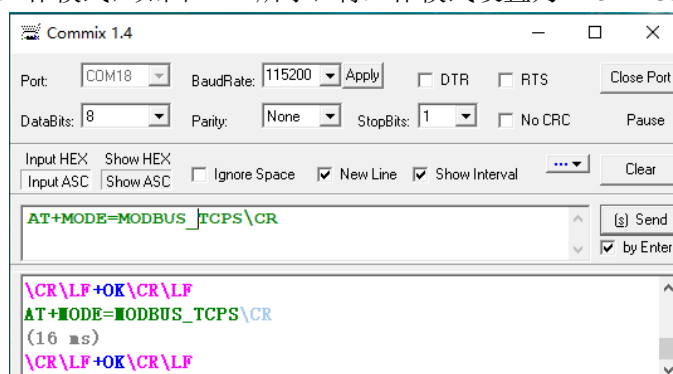 Commix 1.4
Port: COM18 BaudRate: 115200 Apply DTR RTS Close Port
DataBits: 8 Parity: None StopBits: 1 No CRC Pause
Input HEX Show HEX
Input ASC Show ASC Ignore Space New Line Show Interval ... Clear
AT+MODE=MODBUS_TCPS\CR
[s] Send
by Enter
\CR\LF+OK\CR\LF
AT+MODE=MODBUS_TCPS\CR
(16 ms)
\CR\LF+OK\CR\LF